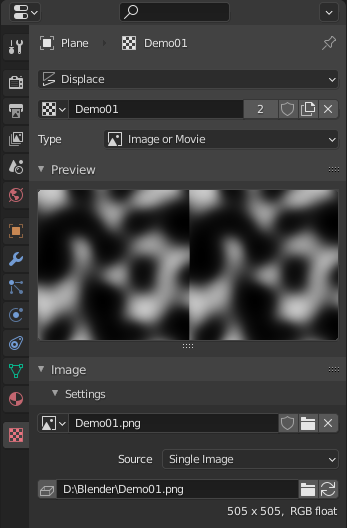 Plane Demo01
Displace
Demo01 2
Type Image or Movie
Preview
Image
Settings
Demo01.png
Source Single Image
D:\Blender\Demo01.png
505 x 505, RGB float